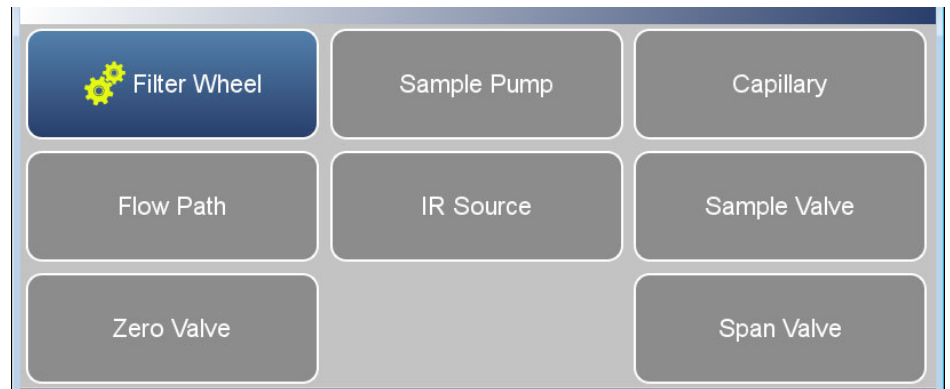 Filter Wheel
Sample Pump
Capillary
Flow Path
IR Source
Sample Valve
Zero Valve
Span Valve